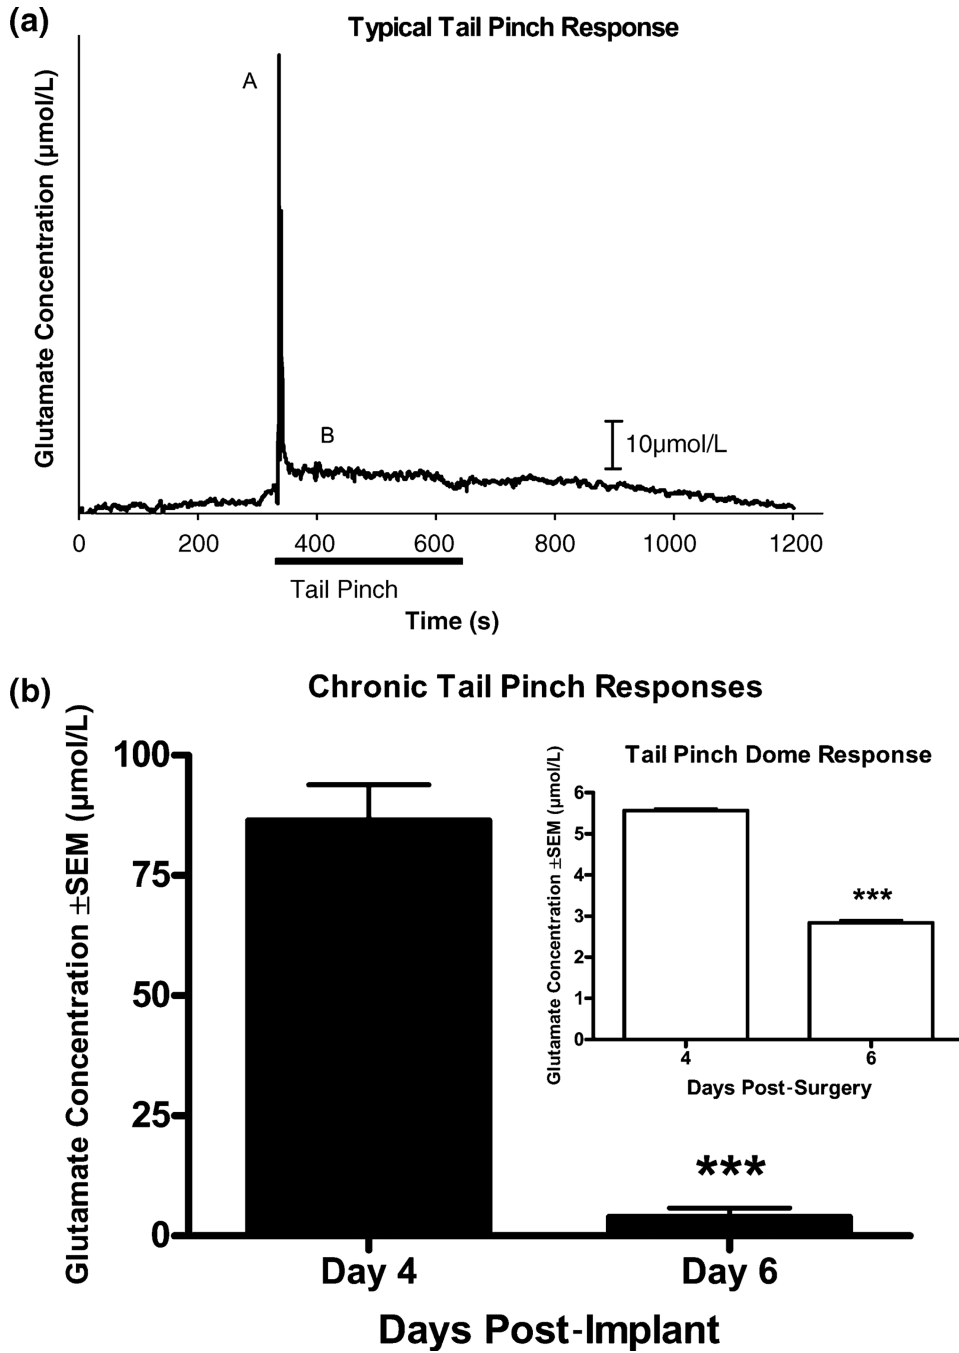 (a)
Typical Tail Pinch Response
Glutamate Concentration (µmol/L)
A
B
10µmol/L
0 200 400 600 800 1000 1200
Tail Pinch
Time (s)
(b)
Chronic Tail Pinch Responses
Glutamate Concentration ±SEM (µmol/L)
100
75
50
25
0
***
Day 4 Day 6
Days Post-Implant
Tail Pinch Dome Response
Glutamate Concentration ±SEM (µmol/L)
6
5
4
3
2
1
0
***
4 6
Days Post-Surgery